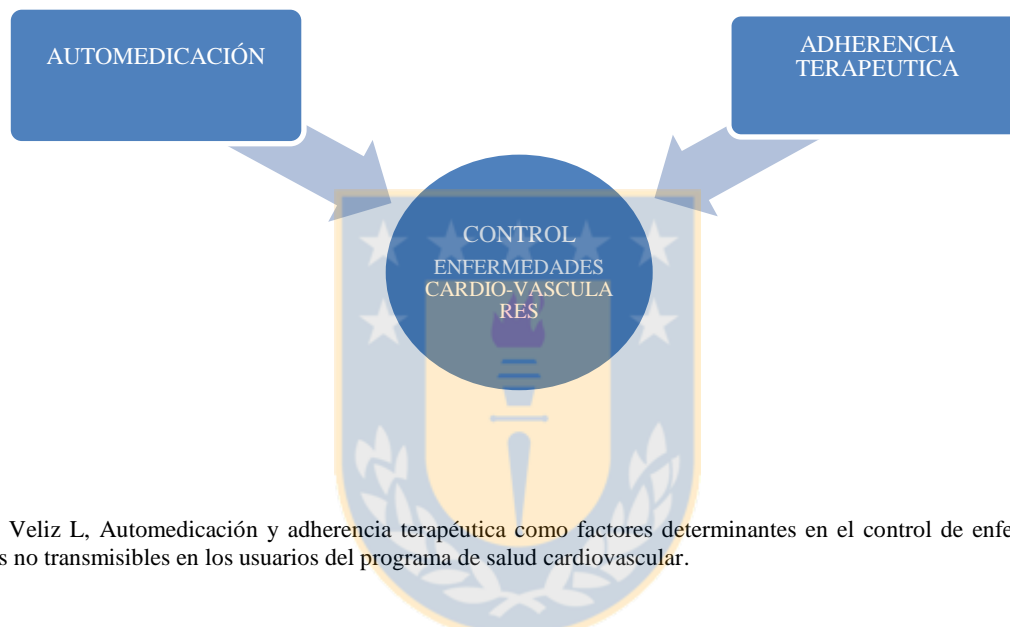 AUTOMEDICACIÓN
ADHERENCIA
TERAPEUTICA
CONTROL
ENFERMEDADES
CARDIO-VASCULA
RES
Veliz L, Automedicación y adherencia terapéutica como factores determinantes en el control de enfe
s no transmisibles en los usuarios del programa de salud cardiovascular.